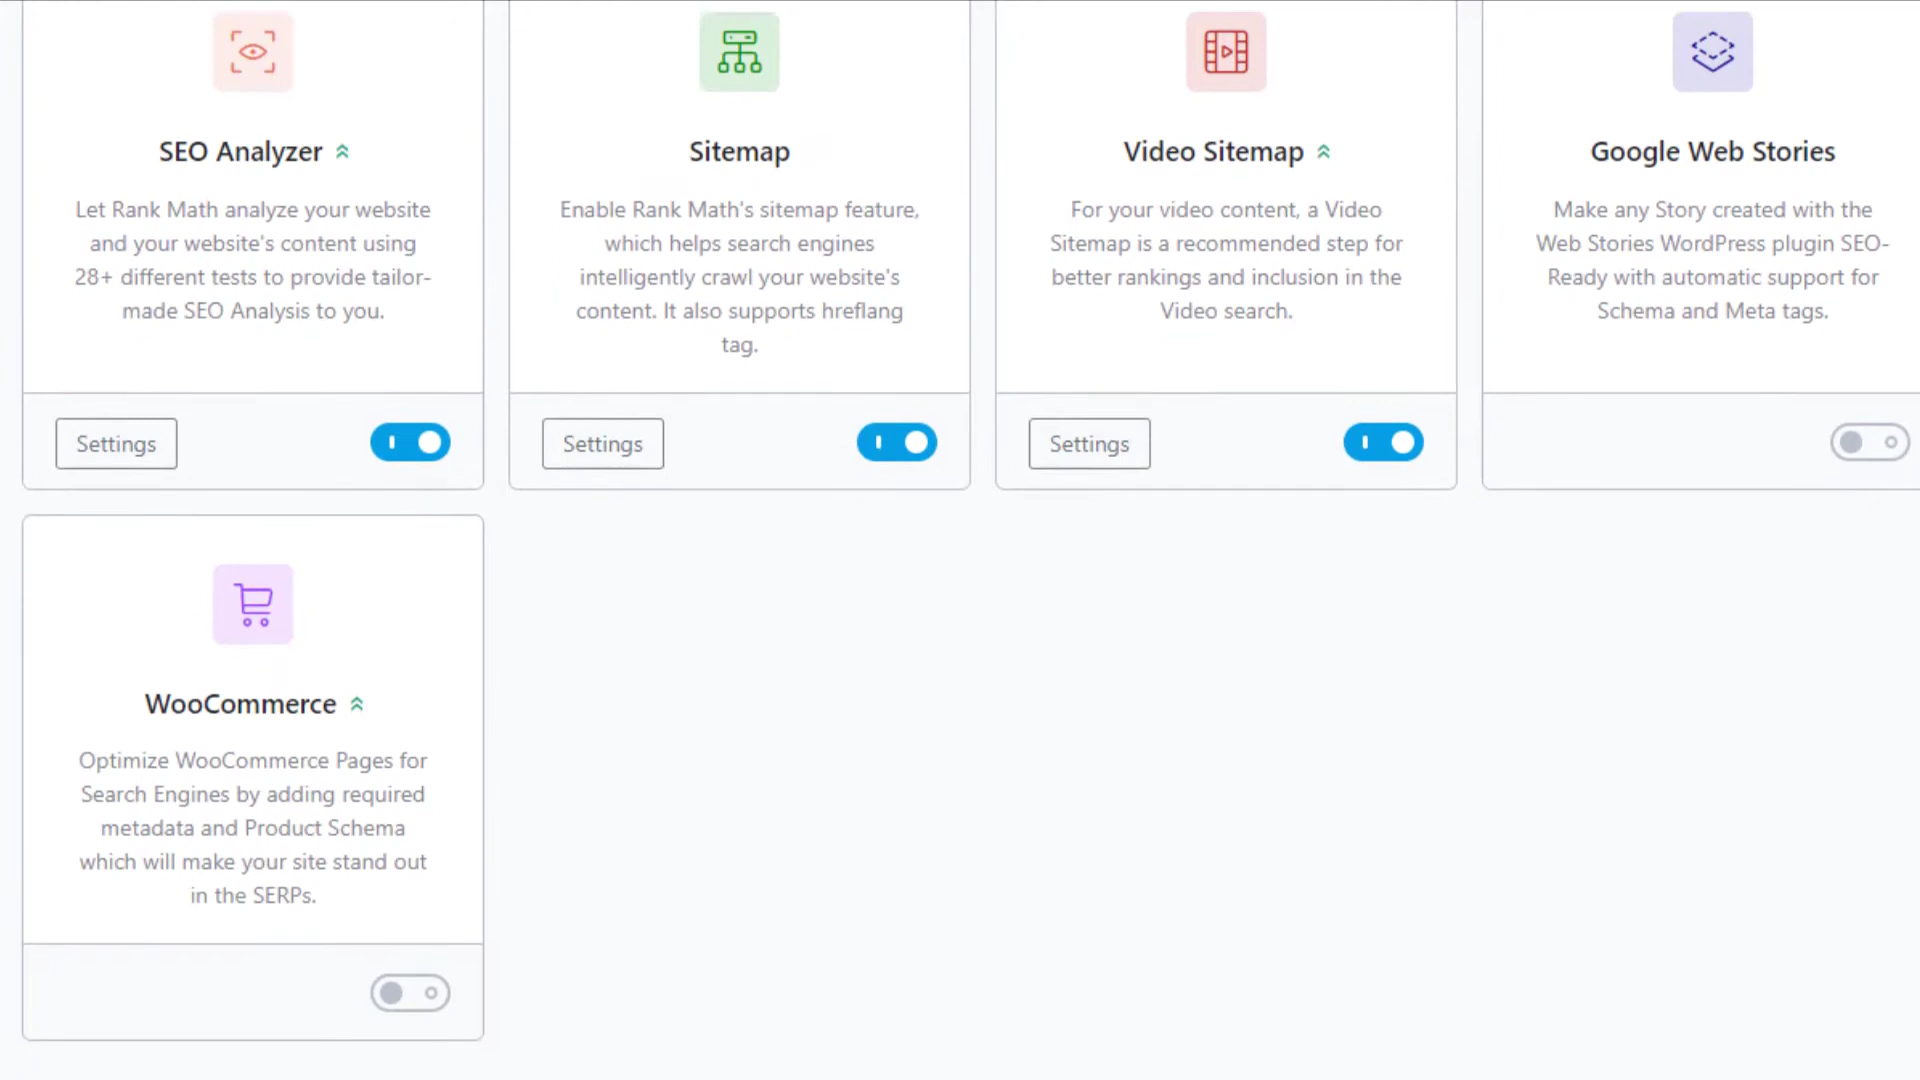 SEO Analyzer
Let Rank Math analyze your website
and your website's content using
28+ different tests to provide tailor-
made SEO Analysis to you.
Settings
Sitemap
Enable Rank Math's sitemap feature,
which helps search engines
intelligently crawl your website's
content. It also supports hreflang
tag.
Settings
Video Sitemap
For your video content, a Video
Sitemap is a recommended step for
better rankings and inclusion in the
Video search.
Settings
Google Web Stories
Make any Story created with the
Web Stories WordPress plugin SEO-
Ready with automatic support for
Schema and Meta tags.
WooCommerce
Optimize WooCommerce Pages for
Search Engines by adding required
metadata and Product Schema
which will make your site stand out
in the SERPs.